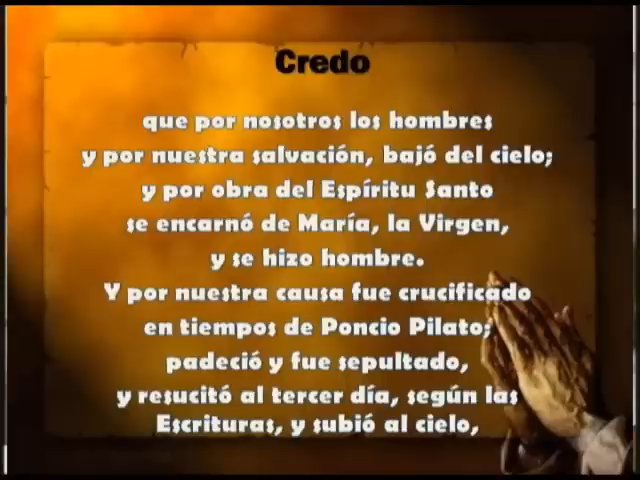 Credo
que por nosotros los hombres
y por nuestra salvación, bajó del cielo;
y por obra del Espíritu Santo
se encarnó de María, la Virgen,
y se hizo hombre.
Y por nuestra causa fue crucificado
en tiempos de Poncio Pilato;
padeció y fue sepultado,
y resucitó al tercer día, según las
Escrituras, y subió al cielo,